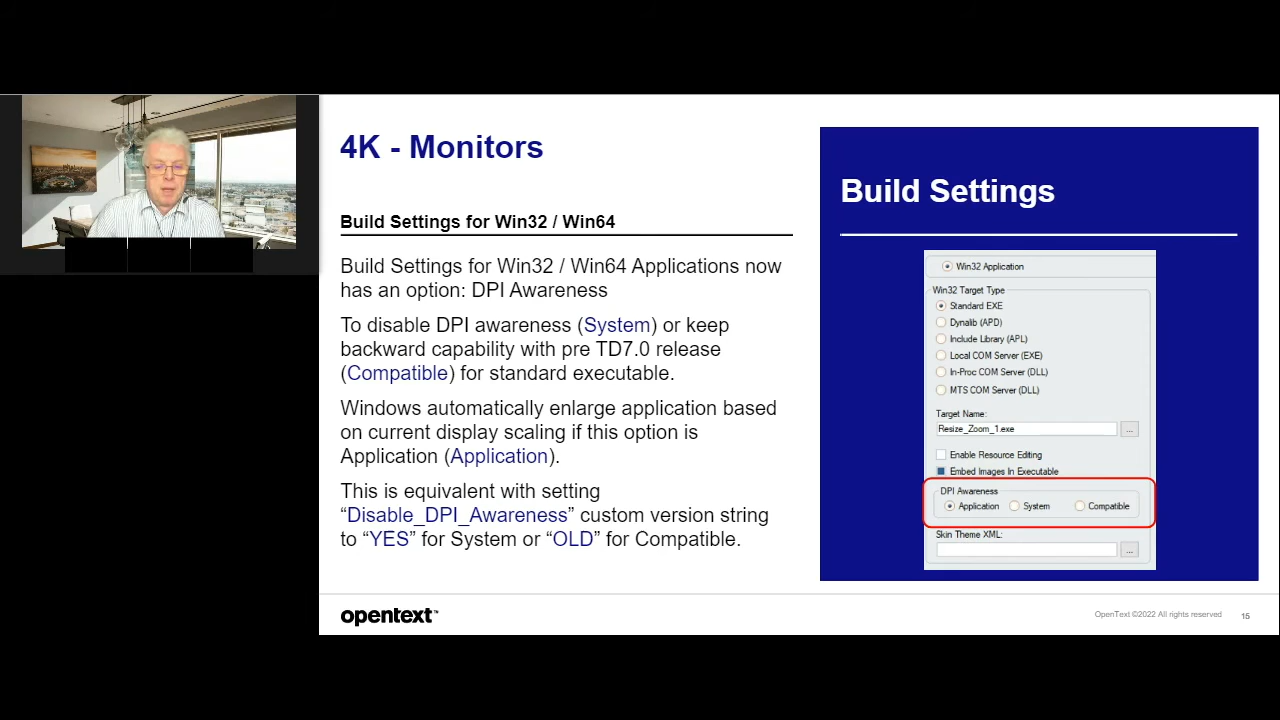 4K - Monitors
Build Settings for Win32 / Win64
Build Settings for Win32 / Win64 Applications now
has an option: DPI Awareness
To disable DPI awareness (System) or keep
backward capability with pre TD7.0 release
(Compatible) for standard executable.
Windows automatically enlarge application based
on current display scaling if this option is
Application (Application).
This is equivalent with setting
“Disable_DPI_Awareness” custom version string
to “YES” for System or “OLD” for Compatible.
Build Settings
Win32 Application
Win32 Target Type
Standard EXE
Dynalib (APD)
Include Library (APL)
Local COM Server (EXE)
In-Proc COM Server (DLL)
MTS COM Server (DLL)
Target Name:
Resize_Zoom_1.exe
...
Enable Resource Editing
Embed Images In Executable
DPI Awareness
Application System Compatible
Skin Theme XML:
...
opentext™
OpenText ©2022 All rights reserved 15